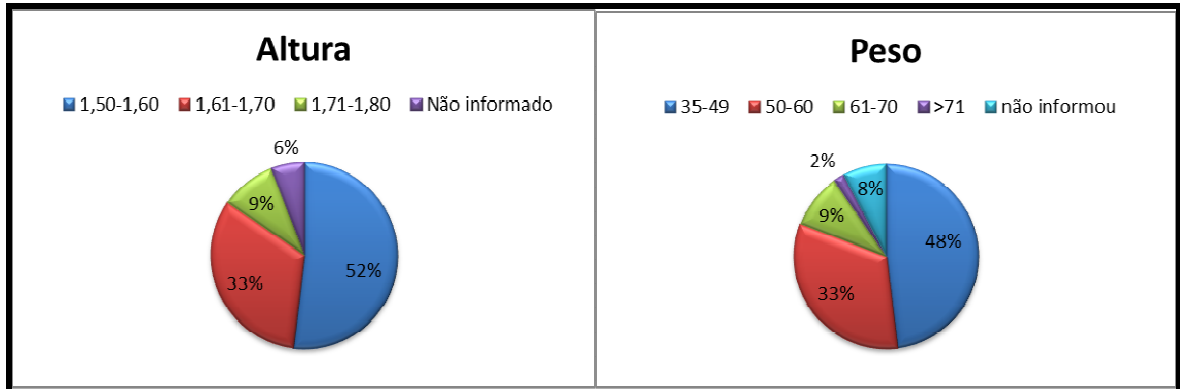 Altura
1,50-1,60 1,61-1,70 1,71-1,80 Não informado
6%
9%
33%
52%
Peso
35-49 50-60 61-70 >71 não informou
2%
8%
9%
48%
33%